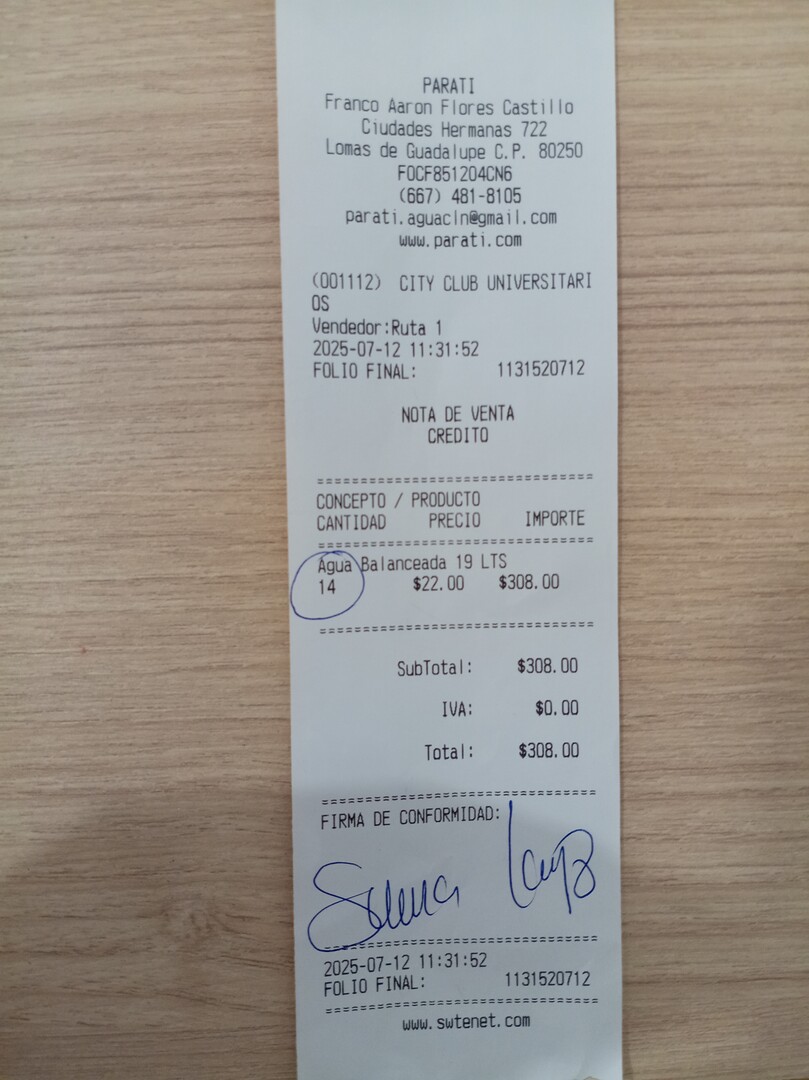 PARATI
Franco Aaron Flores Castillo
Ciudades Hermanas 722
Lomas de Guadalupe C.P. 80250
FOCF851204CN6
(667) 481-8105
parati.aguacln@gmail.com
www.parati.com
(001112) CITY CLUB UNIVERSITARI
OS
Vendedor:Ruta 1
2025-07-12 11:31:52
FOLIO FINAL: 1131520712
NOTA DE VENTA
CREDITO
==============================
CONCEPTO / PRODUCTO
CANTIDAD PRECIO IMPORTE
==============================
Agua Balanceada 19 LTS
14 $22.00 $308.00
==============================
SubTotal: $308.00
IVA: $0.00
Total: $308.00
==============================
FIRMA DE CONFORMIDAD:
==============================
2025-07-12 11:31:52
FOLIO FINAL: 1131520712
==============================
www.swtenet.com